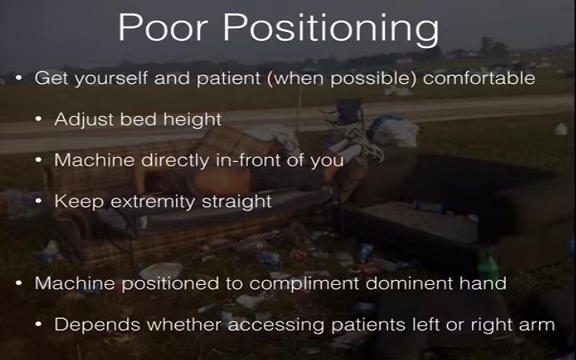 Poor Positioning
• Get yourself and patient (when possible) comfortable
• Adjust bed height
• Machine directly in-front of you
• Keep extremity straight
• Machine positioned to compliment dominent hand
• Depends whether accessing patients left or right arm